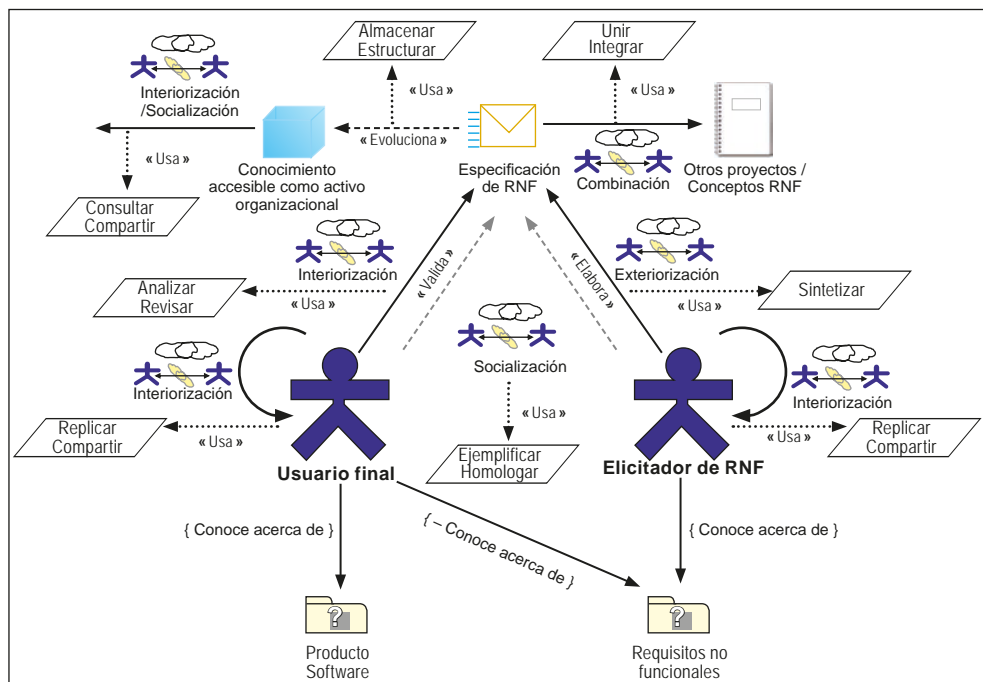 Almacenar
Estructurar
Unir
Integrar
Interiorización
/Socialización
« Usa »
« Usa »
« Evoluciona »
« Usa »
Conocimiento
accesible como activo
organizacional
Especificación
de RNF
Combinación
Otros proyectos /
Conceptos RNF
Consultar
Compartir
Interiorización
« Valida »
« Elabora »
Exteriorización
Analizar
Revisar
« Usa »
« Usa »
Sintetizar
Interiorización
Socialización
Interiorización
Replicar
Compartir
« Usa »
« Usa »
« Usa »
Replicar
Compartir
Usuario final
Ejemplificar
Homologar
Elicitador de RNF
{ Conoce acerca de }
{ – Conoce acerca de }
{ Conoce acerca de }
?
?
Producto
Software
Requisitos no
funcionales